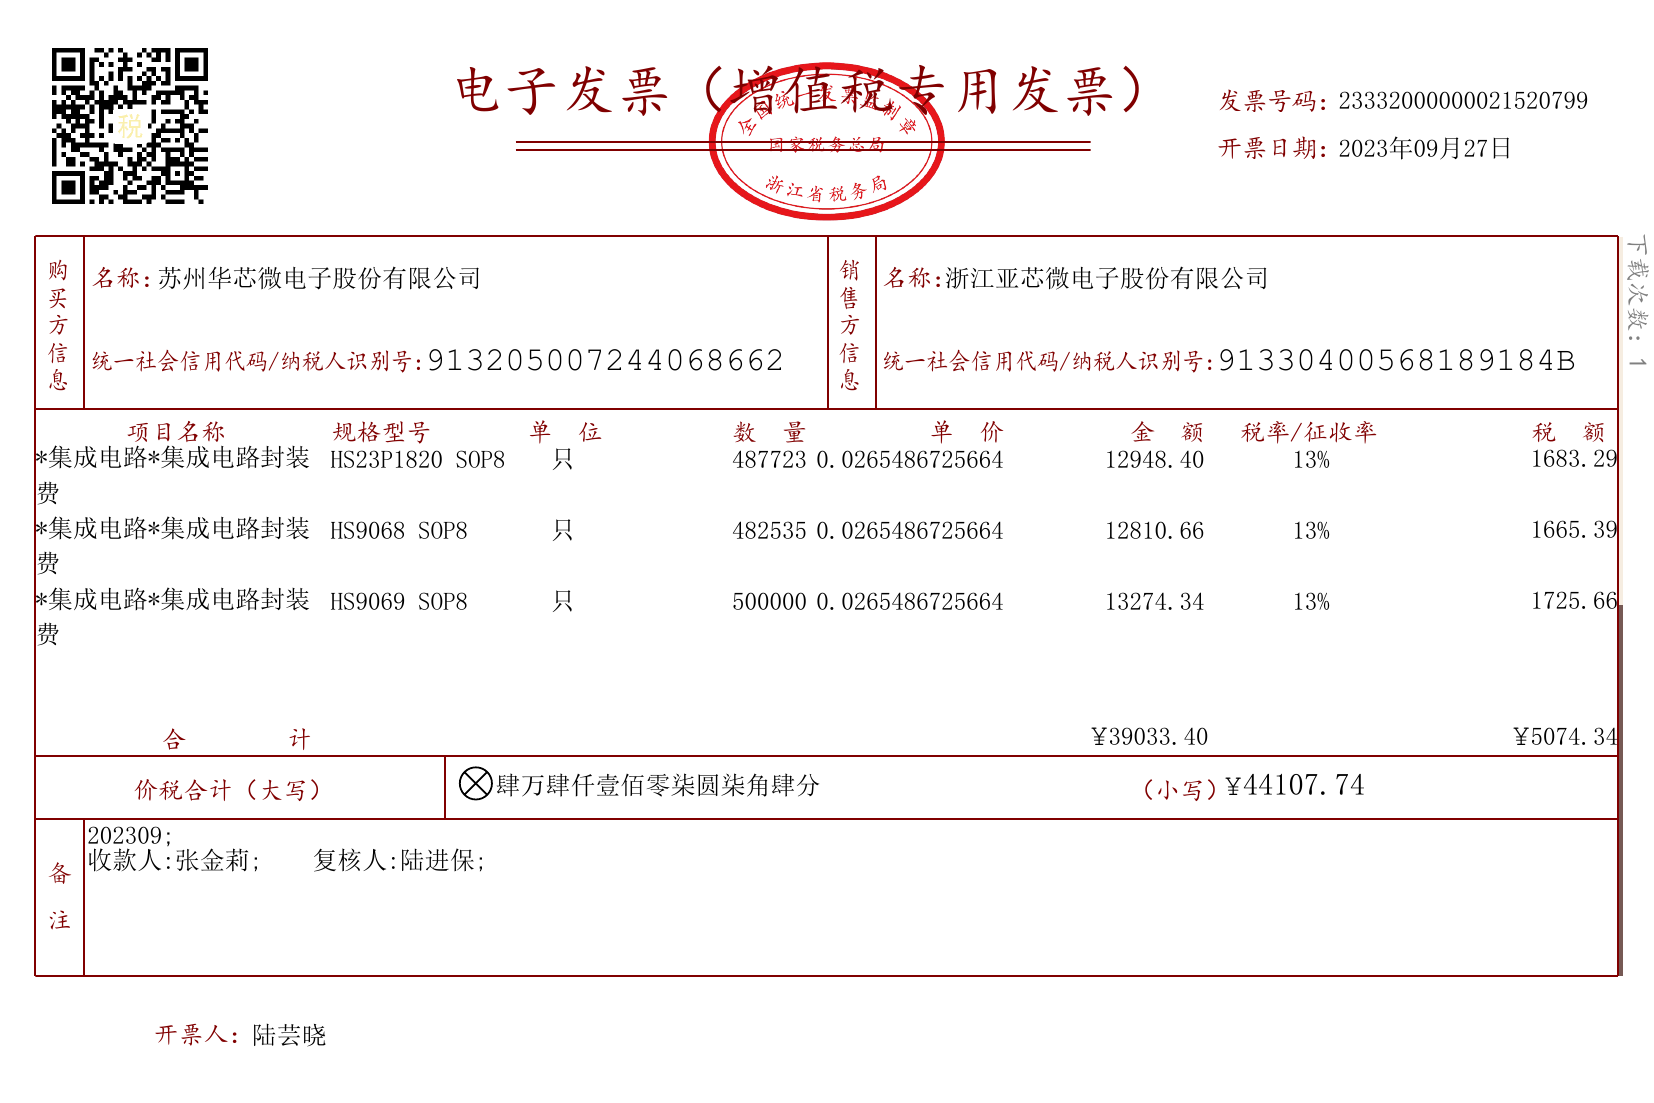 电子发票（增值税专用发票）
发票号码：23332000000021520799
开票日期：2023年09月27日
税
全国统一发票监制章
国家税务总局
浙江省税务局
下载次数：1
购买方信息
名称：苏州华芯微电子股份有限公司
统一社会信用代码/纳税人识别号：913205007244068662
销售方信息
名称：浙江亚芯微电子股份有限公司
统一社会信用代码/纳税人识别号：91330400568189184B
项目名称 规格型号 单位 数量 单价 金额 税率/征收率 税额
*集成电路*集成电路封装 HS23P1820 SOP8 只 487723 0.0265486725664 12948.40 13% 1683.29
费
*集成电路*集成电路封装 HS9068 SOP8 只 482535 0.0265486725664 12810.66 13% 1665.39
费
*集成电路*集成电路封装 HS9069 SOP8 只 500000 0.0265486725664 13274.34 13% 1725.66
费
合计 ¥39033.40 ¥5074.34
价税合计（大写） 肆万肆仟壹佰零柒圆柒角肆分 （小写）¥44107.74
备注
202309;
收款人:张金莉; 复核人:陆进保;
开票人：陆芸晓